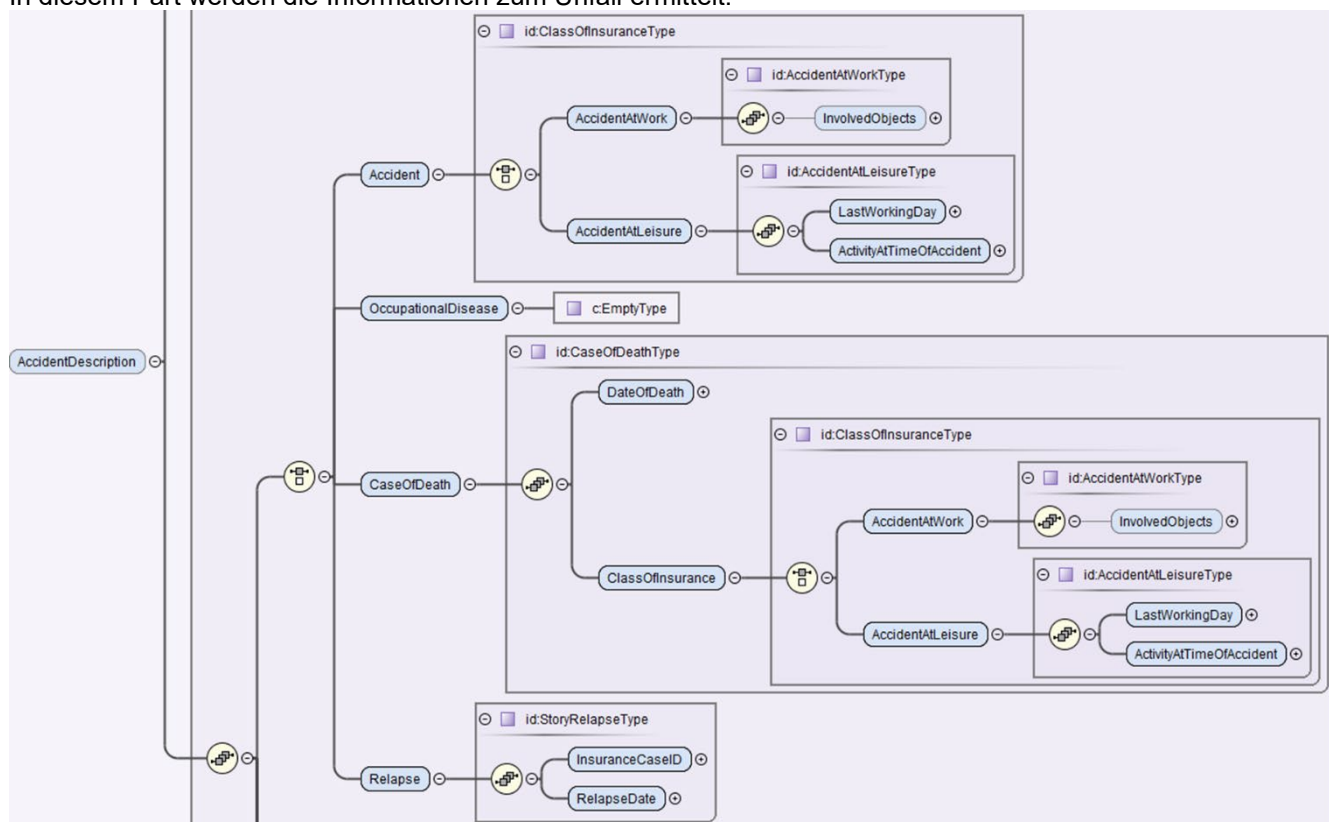 In diesem Part werden die Informationen zum Unfall ermittelt.
id:ClassOfInsuranceType
id:AccidentAtWorkType
AccidentAtWork
InvolvedObjects
id:AccidentAtLeisureType
Accident
LastWorkingDay
AccidentAtLeisure
ActivityAtTimeOfAccident
OccupationalDisease
c:EmptyType
id:CaseOfDeathType
AccidentDescription
DateOfDeath
id:ClassOfInsuranceType
id:AccidentAtWorkType
CaseOfDeath
AccidentAtWork
InvolvedObjects
id:AccidentAtLeisureType
ClassOfInsurance
LastWorkingDay
AccidentAtLeisure
ActivityAtTimeOfAccident
id:StoryRelapseType
InsuranceCaseID
Relapse
RelapseDate